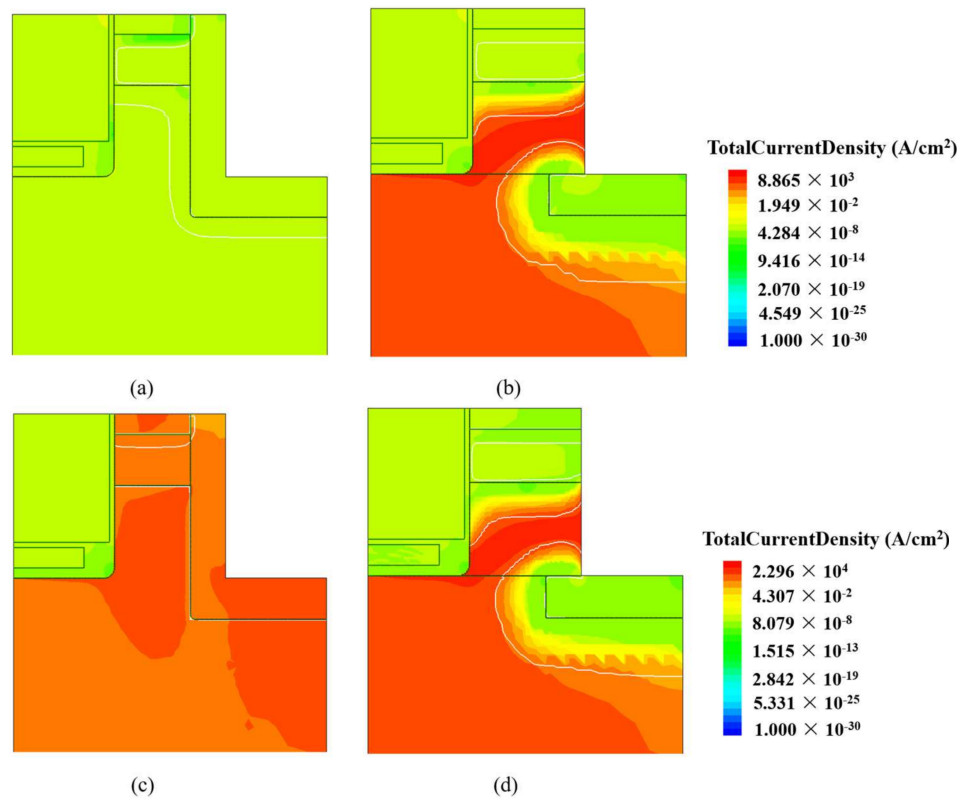 (a)
(b)
TotalCurrentDensity (A/cm²)
8.865 × 10³
1.949 × 10⁻²
4.284 × 10⁻⁸
9.416 × 10⁻¹⁴
2.070 × 10⁻¹⁹
4.549 × 10⁻²⁵
1.000 × 10⁻³⁰
(c)
(d)
TotalCurrentDensity (A/cm²)
2.296 × 10⁴
4.307 × 10⁻²
8.079 × 10⁻⁸
1.515 × 10⁻¹³
2.842 × 10⁻¹⁹
5.331 × 10⁻²⁵
1.000 × 10⁻³⁰